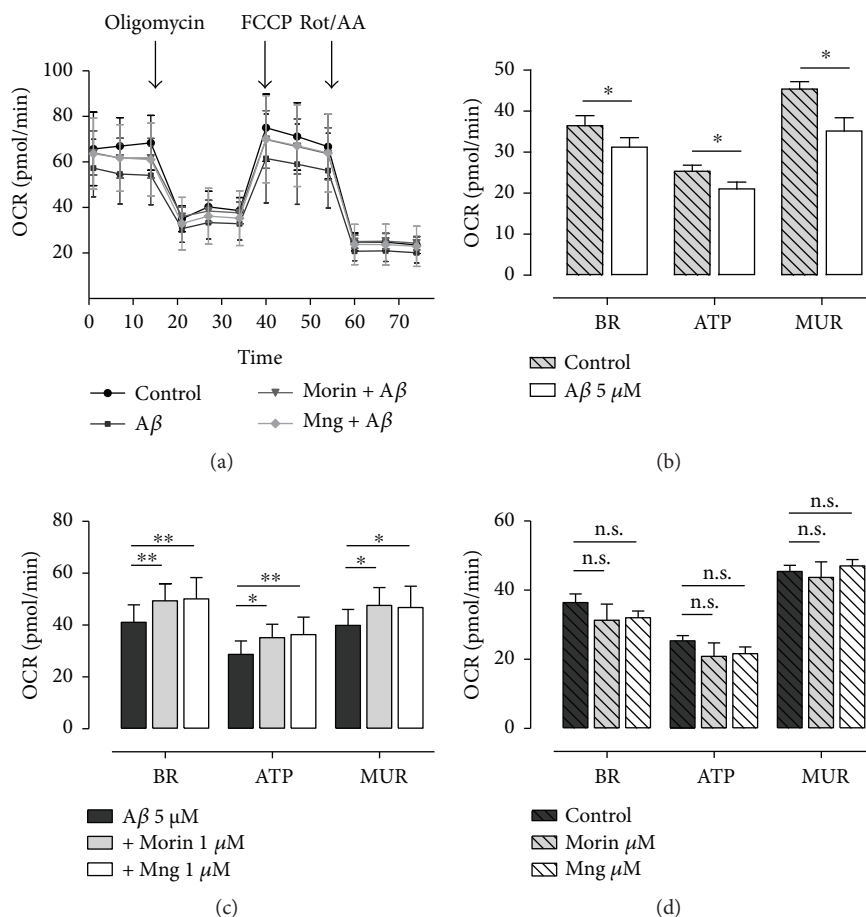 Oligomycin FCCP Rot/AA
100
80
60
40
20
OCR (pmol/min)
0 10 20 30 40 50 60 70
Time
Control
Aβ
Morin + Aβ
Mng + Aβ
(a)
50
40
30
20
10
0
OCR (pmol/min)
*
*
*
BR ATP MUR
Control
Aβ 5 μM
(b)
80
60
40
20
0
OCR (pmol/min)
**
**
**
*
*
*
BR ATP MUR
Aβ 5 μM
+ Morin 1 μM
+ Mng 1 μM
(c)
60
40
20
0
OCR (pmol/min)
n.s.
n.s.
n.s.
n.s.
n.s.
n.s.
BR ATP MUR
Control
Morin μM
Mng μM
(d)